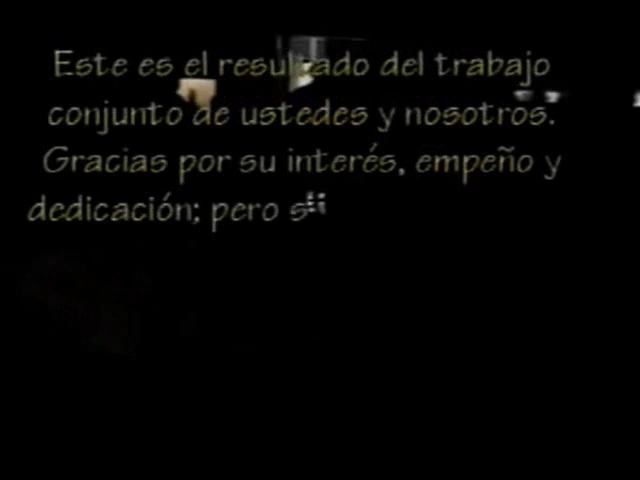 Este es el resultado del trabajo
conjunto de ustedes y nosotros.
Gracias por su interés, empeño y
dedicación; pero